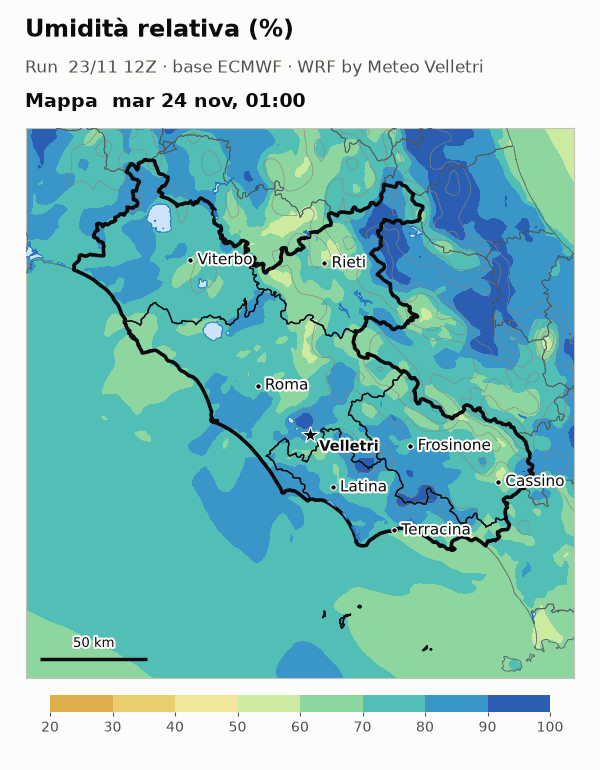 Umidità relativa (%)
Run  23/11 12Z · base ECMWF · WRF by Meteo Velletri
Mappa  mar 24 nov, 01:00
Viterbo
Rieti
Roma
Velletri
Frosinone
Cassino
Latina
Terracina
50 km
20 30 40 50 60 70 80 90 100